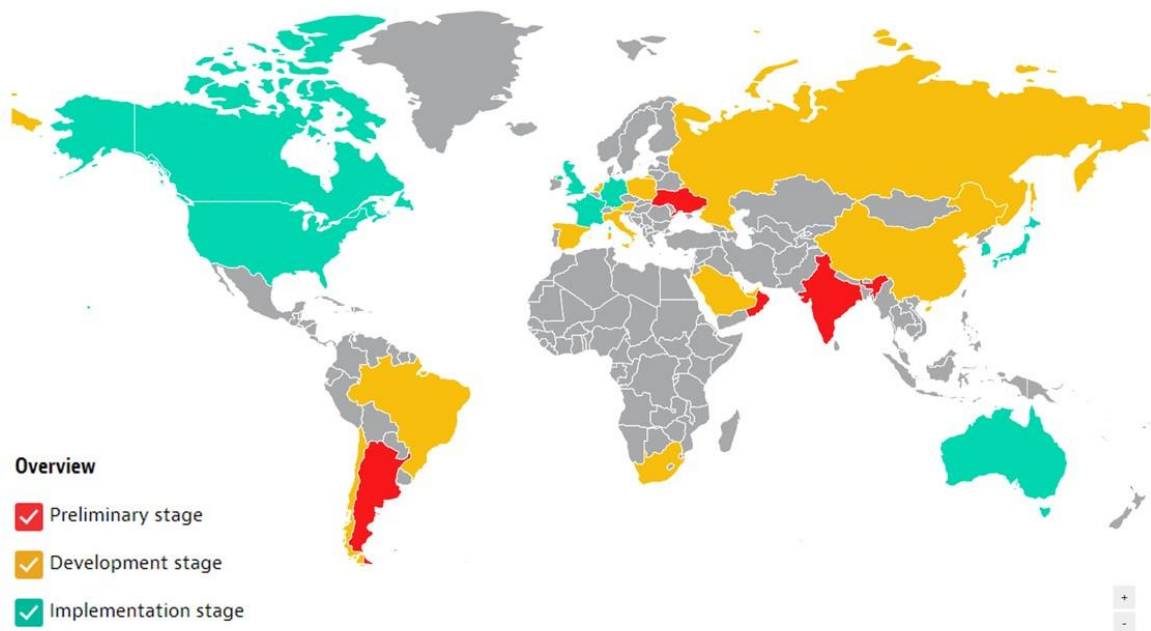 Overview
Preliminary stage
Development stage
Implementation stage
+
-